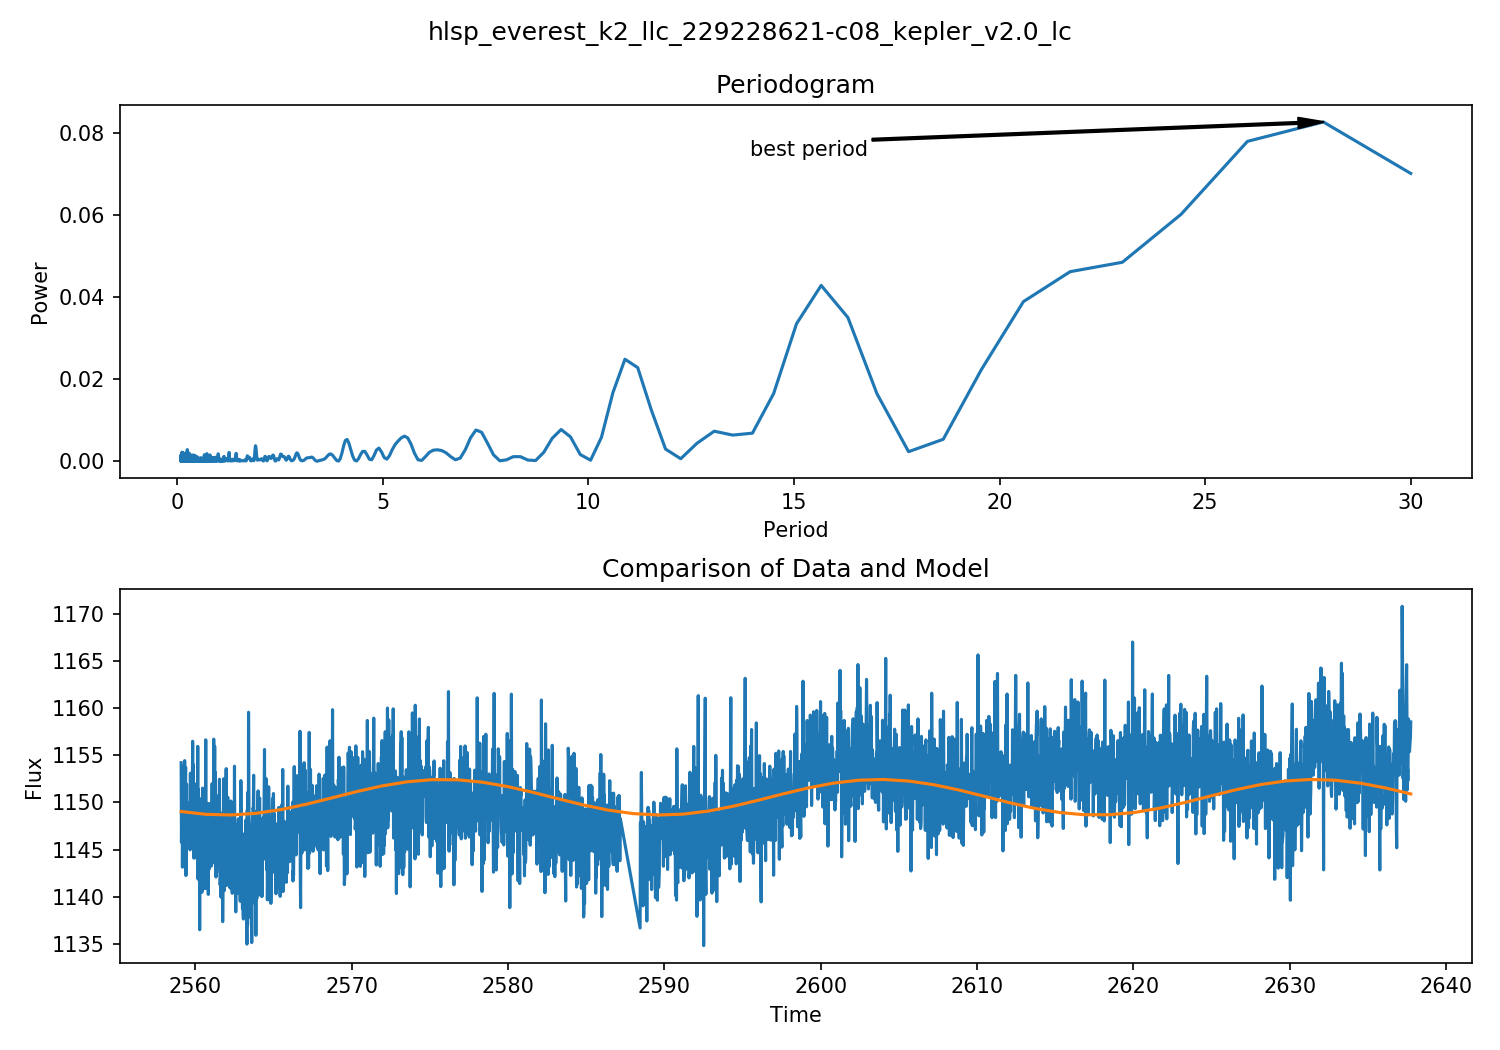 hlsp_everest_k2_llc_229228621-c08_kepler_v2.0_lc
Periodogram
best period
0.08
0.06
0.04
0.02
0.00
Power
0 5 10 15 20 25 30
Period
Comparison of Data and Model
1170
1165
1160
1155
1150
1145
1140
1135
Flux
2560 2570 2580 2590 2600 2610 2620 2630 2640
Time